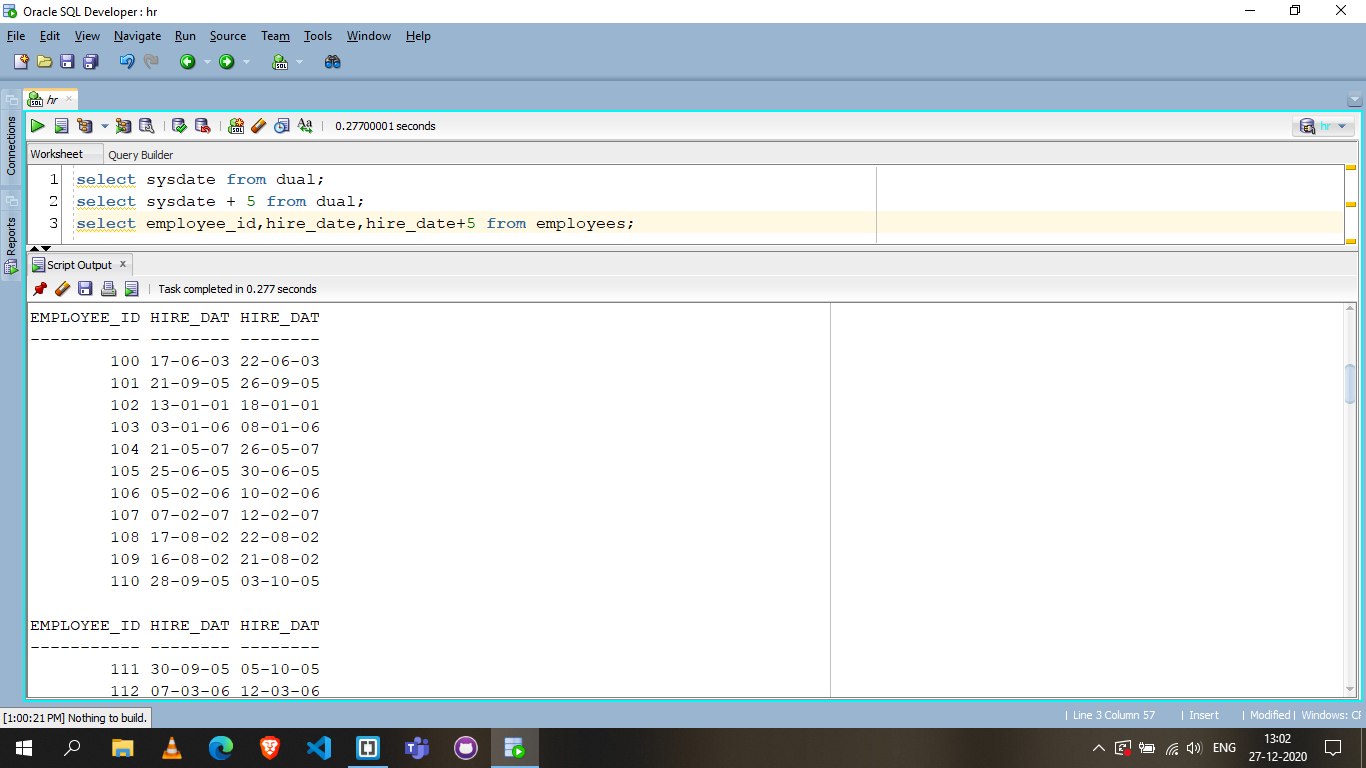 Oracle SQL Developer : hr
File Edit View Navigate Run Source Team Tools Window Help
hr
0.27700001 seconds
hr
Connections
Reports
Worksheet Query Builder
1 select sysdate from dual;
2 select sysdate + 5 from dual;
3 select employee_id,hire_date,hire_date+5 from employees;
Script Output x
Task completed in 0.277 seconds
EMPLOYEE_ID HIRE_DAT HIRE_DAT
----------- -------- --------
100 17-06-03 22-06-03
101 21-09-05 26-09-05
102 13-01-01 18-01-01
103 03-01-06 08-01-06
104 21-05-07 26-05-07
105 25-06-05 30-06-05
106 05-02-06 10-02-06
107 07-02-07 12-02-07
108 17-08-02 22-08-02
109 16-08-02 21-08-02
110 28-09-05 03-10-05
EMPLOYEE_ID HIRE_DAT HIRE_DAT
----------- -------- --------
111 30-09-05 05-10-05
112 07-03-06 12-03-06
[1:00:21 PM] Nothing to build.
| Line 3 Column 57 | Insert | Modified | Windows: CF
ENG
13:02
27-12-2020